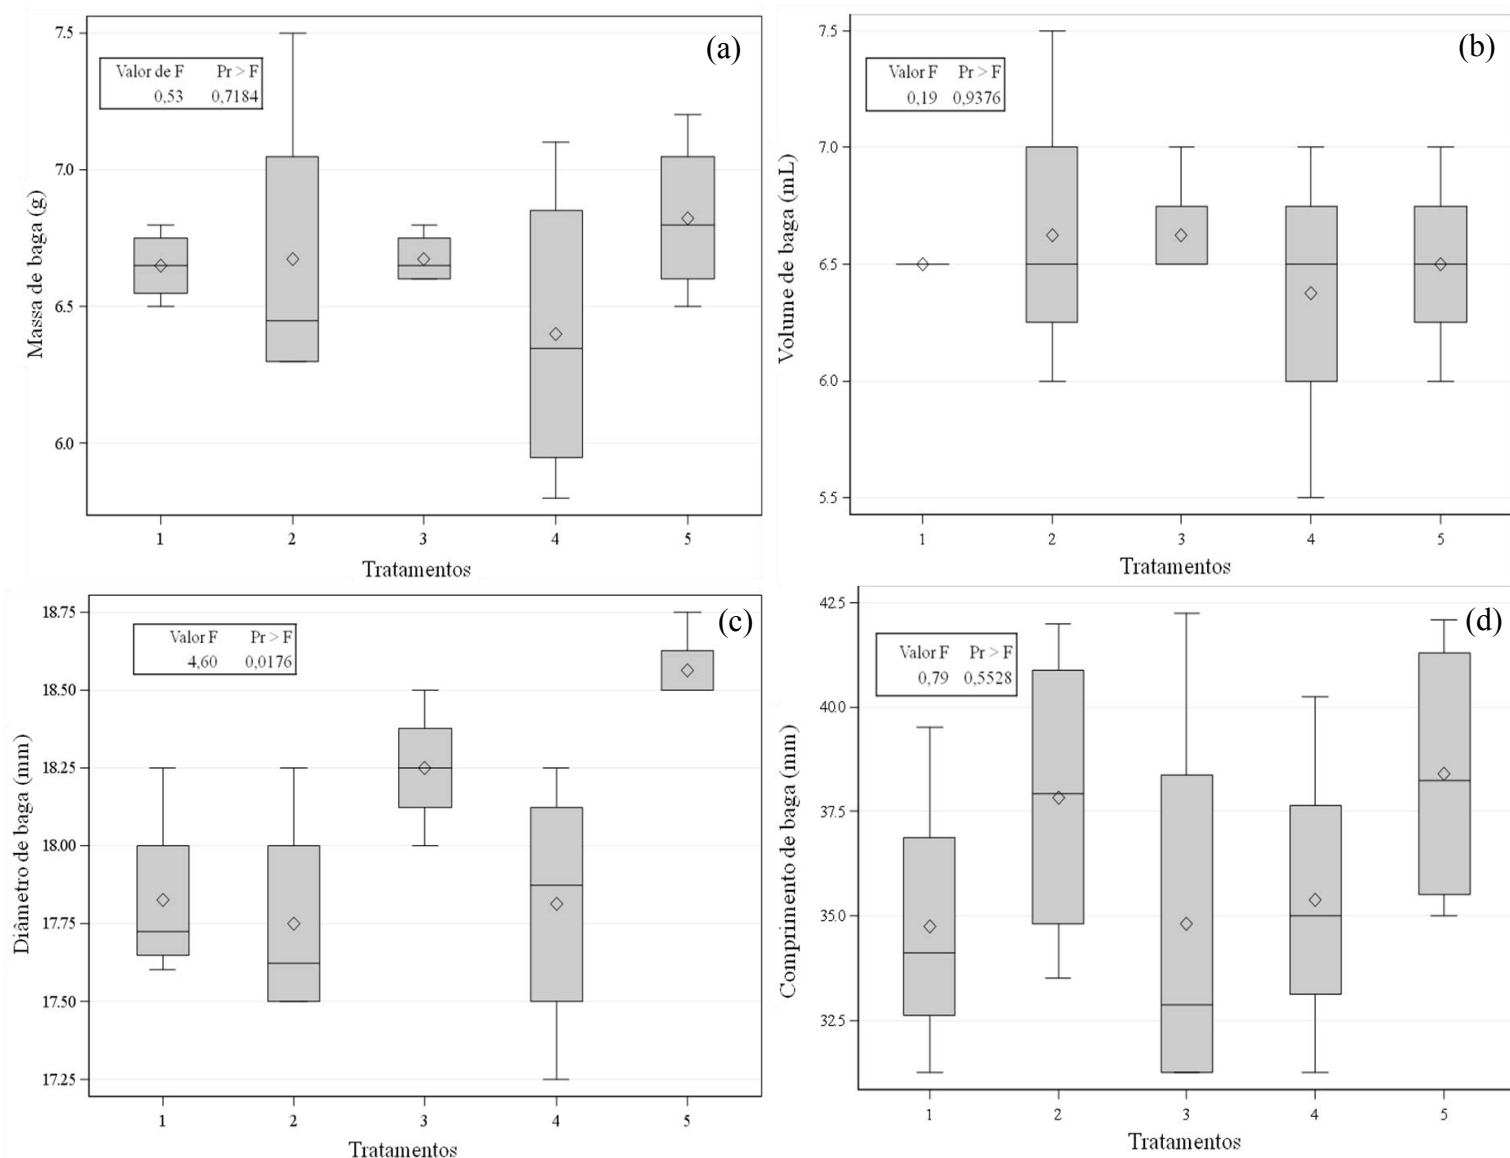 (a)
Valor de F Pr > F
0,53 0,7184
Massa de baga (g)
7.5
7.0
6.5
6.0
1 2 3 4 5
Tratamentos
(b)
Valor F Pr > F
0,19 0,9376
Volume de baga (mL)
7.5
7.0
6.5
6.0
5.5
1 2 3 4 5
Tratamentos
(c)
Valor F Pr > F
4,60 0,0176
Diâmetro de baga (mm)
18.75
18.50
18.25
18.00
17.75
17.50
17.25
1 2 3 4 5
Tratamentos
(d)
Valor F Pr > F
0,79 0,5528
Comprimento de baga (mm)
42.5
40.0
37.5
35.0
32.5
1 2 3 4 5
Tratamentos